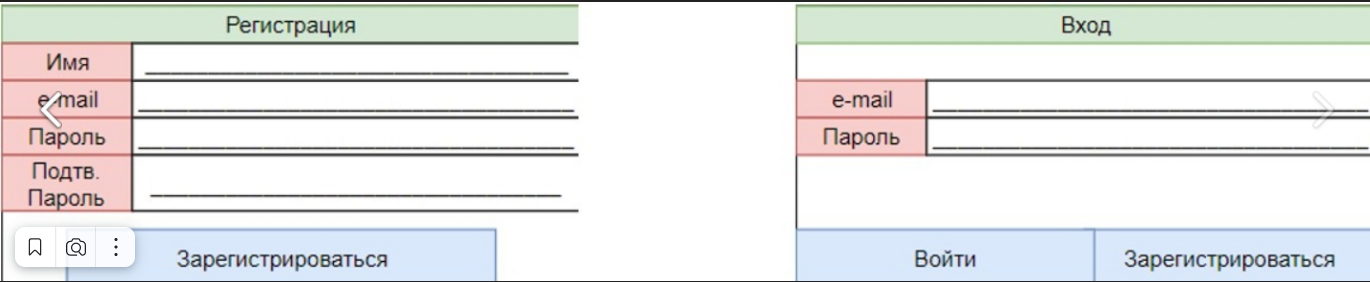 Регистрация
Имя
e-mail
Пароль
Подтв.
Пароль
Зарегистрироваться
Вход
e-mail
Пароль
Войти
Зарегистрироваться